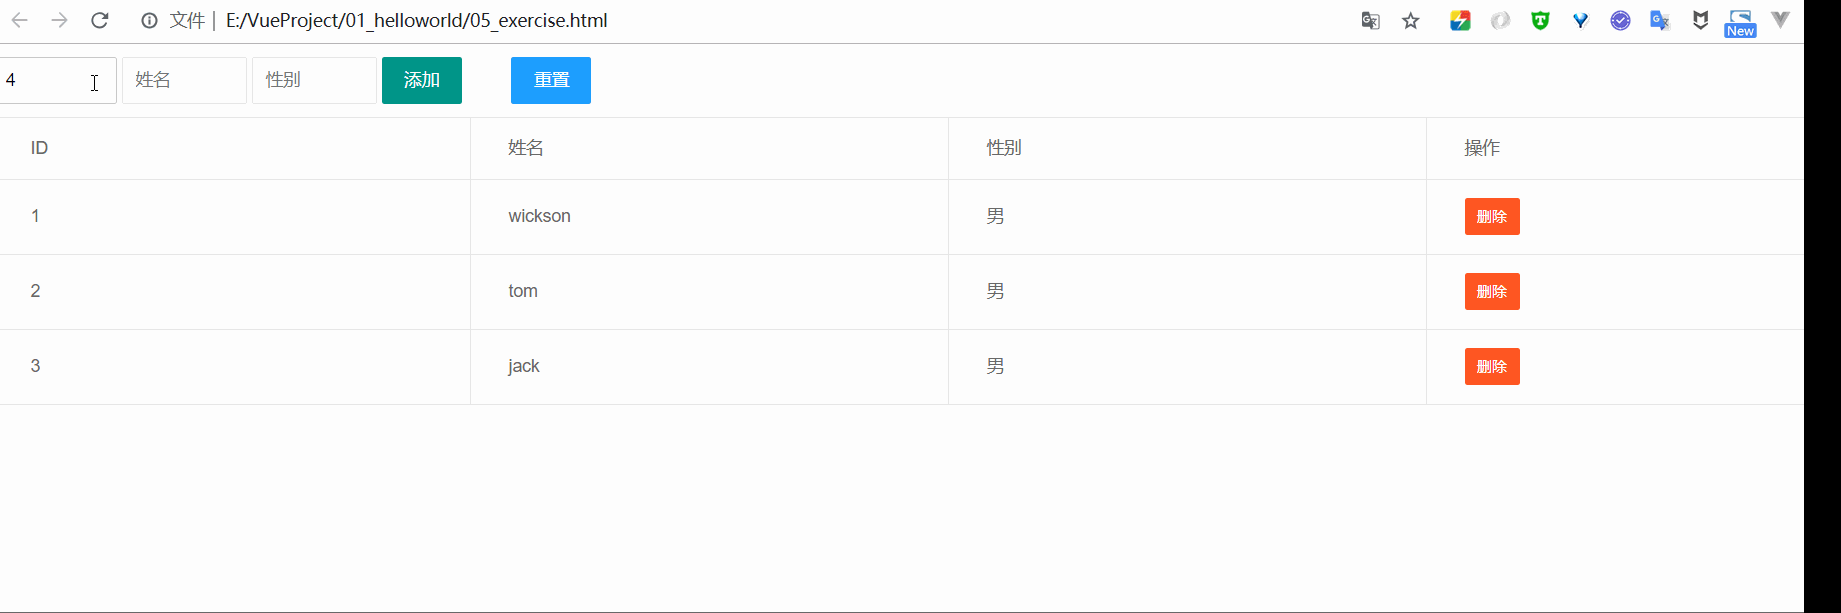 文件 | E:/VueProject/01_helloworld/05_exercise.html
New
4 姓名 性别 添加 重置
ID 姓名 性别 操作
1 wickson 男 删除
2 tom 男 删除
3 jack 男 删除